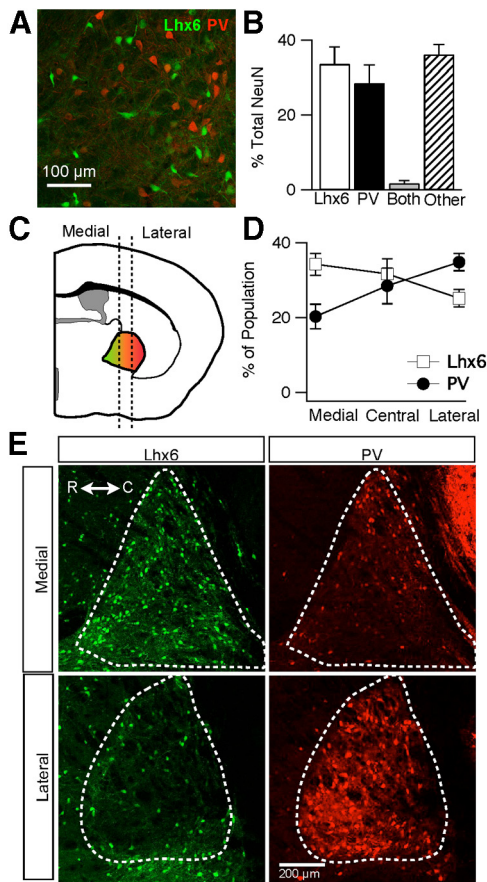 A
Lhx6 PV
100 µm
B
% Total NeuN
40
20
0
Lhx6 PV Both Other
C
Medial Lateral
D
% of Population
40
20
0
Medial Central Lateral
Lhx6
PV
E
Lhx6 PV
Medial
R C
Lateral
200 µm